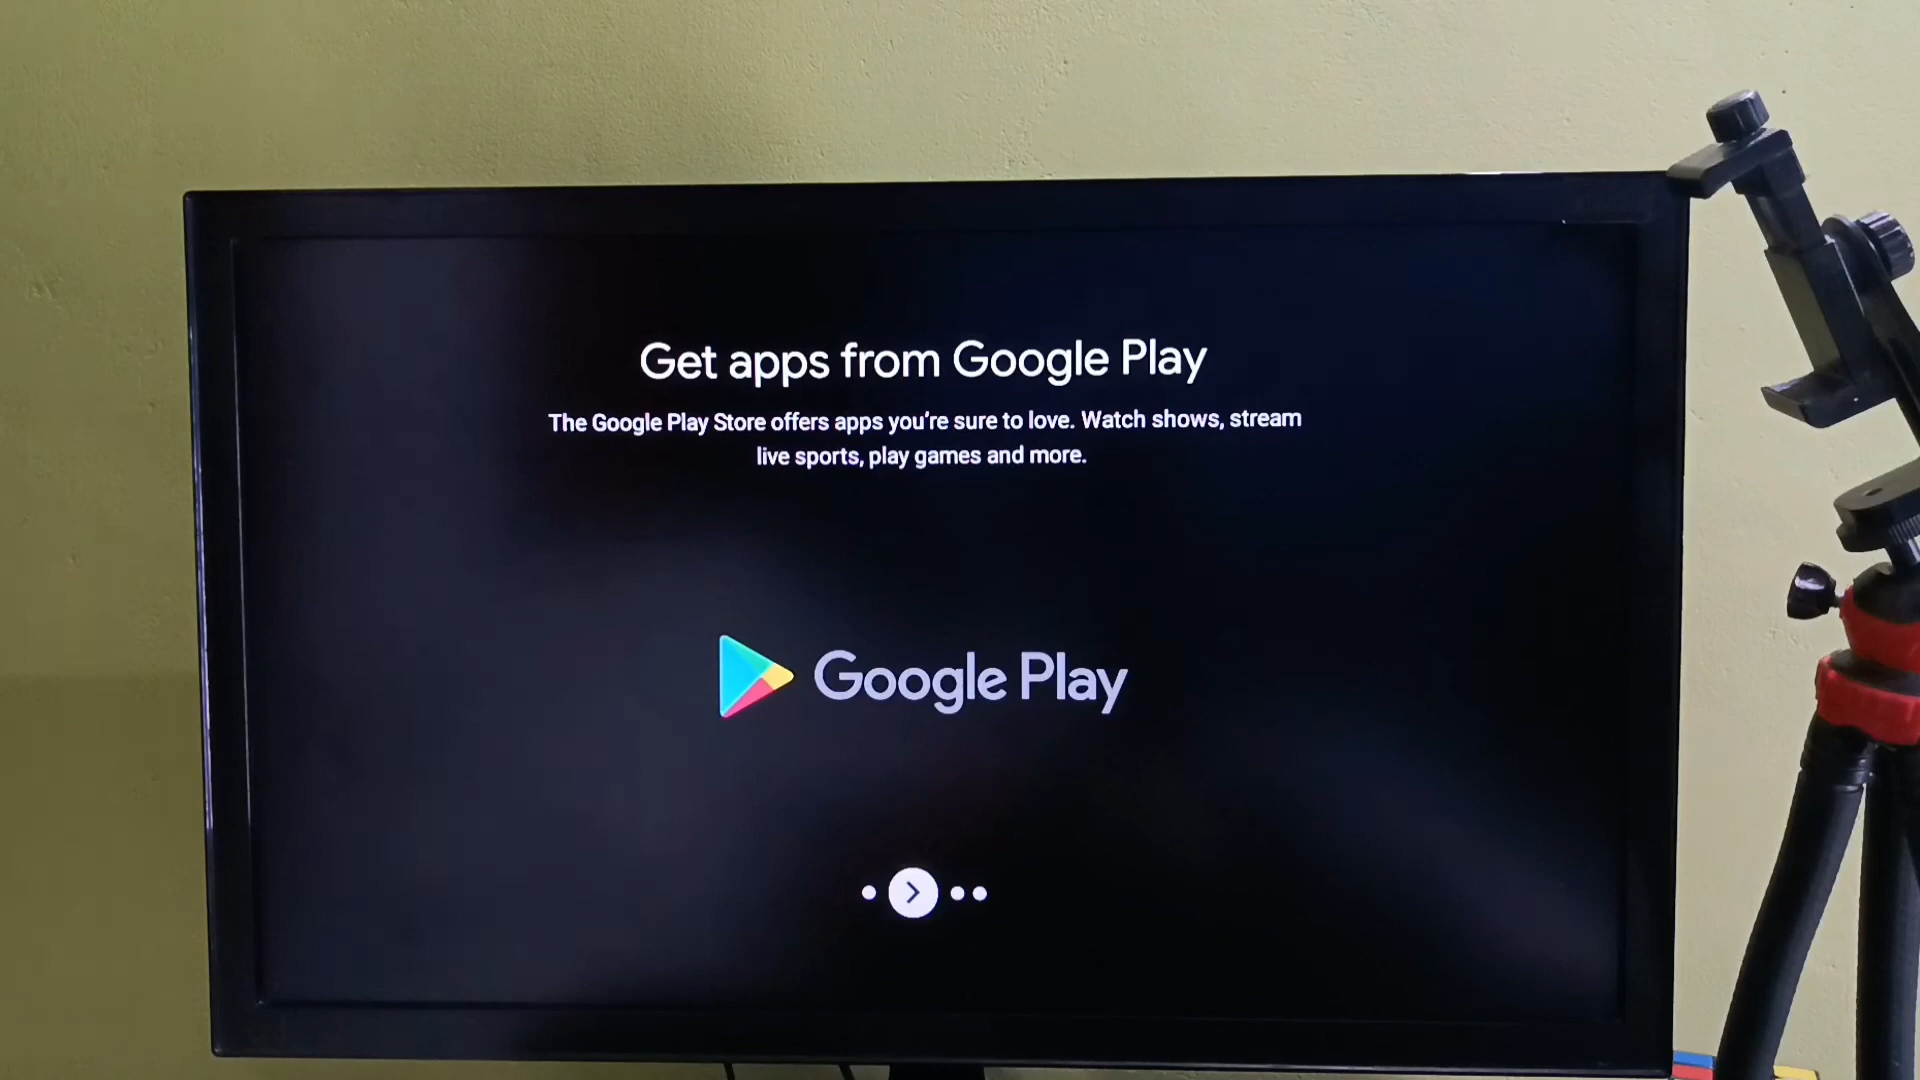 Get apps from Google Play
The Google Play Store offers apps you're sure to love. Watch shows, stream
live sports, play games and more.
Google Play